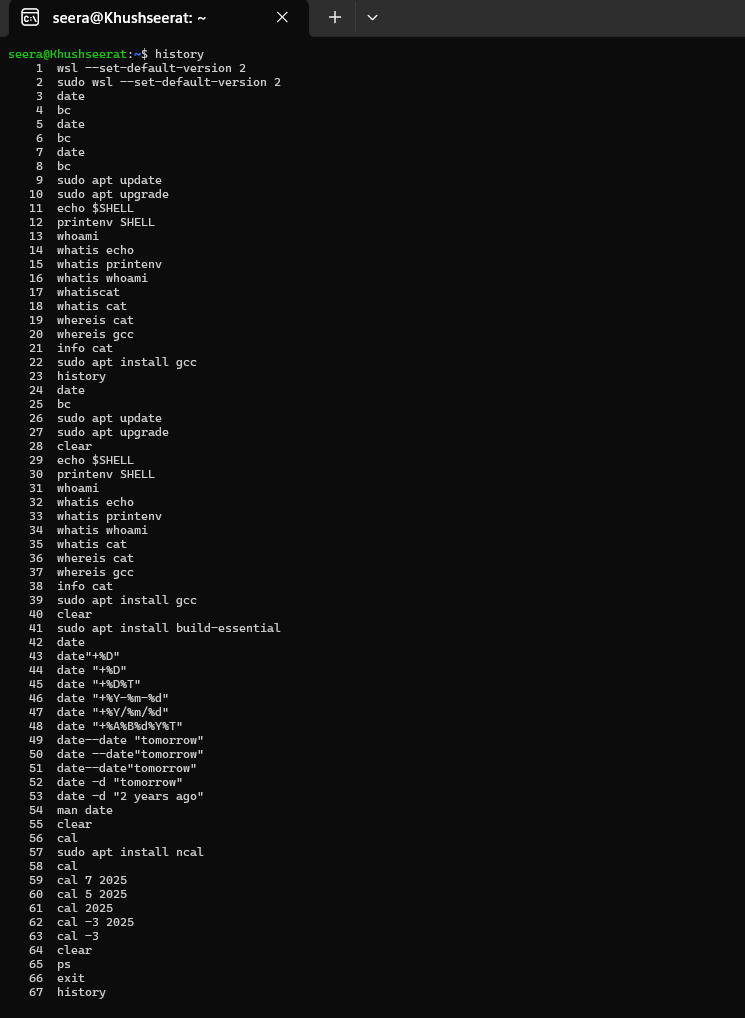 seera@Khushseerat: ~
seera@Khushseerat:~$ history
1 wsl --set-default-version 2
2 sudo wsl --set-default-version 2
3 date
4 bc
5 date
6 bc
7 date
8 bc
9 sudo apt update
10 sudo apt upgrade
11 echo $SHELL
12 printenv SHELL
13 whoami
14 whatis echo
15 whatis printenv
16 whatis whoami
17 whatiscat
18 whatis cat
19 whereis cat
20 whereis gcc
21 info cat
22 sudo apt install gcc
23 history
24 date
25 bc
26 sudo apt update
27 sudo apt upgrade
28 clear
29 echo $SHELL
30 printenv SHELL
31 whoami
32 whatis echo
33 whatis printenv
34 whatis whoami
35 whatis cat
36 whereis cat
37 whereis gcc
38 info cat
39 sudo apt install gcc
40 clear
41 sudo apt install build-essential
42 date
43 date"+%D"
44 date "+%D"
45 date "+%D%T"
46 date "+%Y-%m-%d"
47 date "+%Y/%m/%d"
48 date "+%A%B%d%Y%T"
49 date--date "tomorrow"
50 date --date"tomorrow"
51 date--date"tomorrow"
52 date -d "tomorrow"
53 date -d "2 years ago"
54 man date
55 clear
56 cal
57 sudo apt install ncal
58 cal
59 cal 7 2025
60 cal 5 2025
61 cal 2025
62 cal -3 2025
63 cal -3
64 clear
65 ps
66 exit
67 history